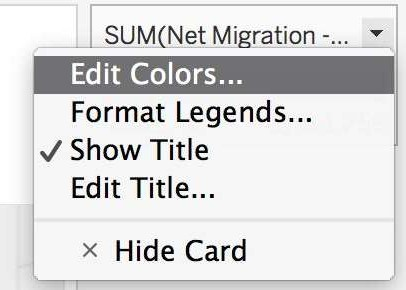 SUM(Net Migration -...
Edit Colors...
Format Legends...
✓ Show Title
Edit Title...
× Hide Card